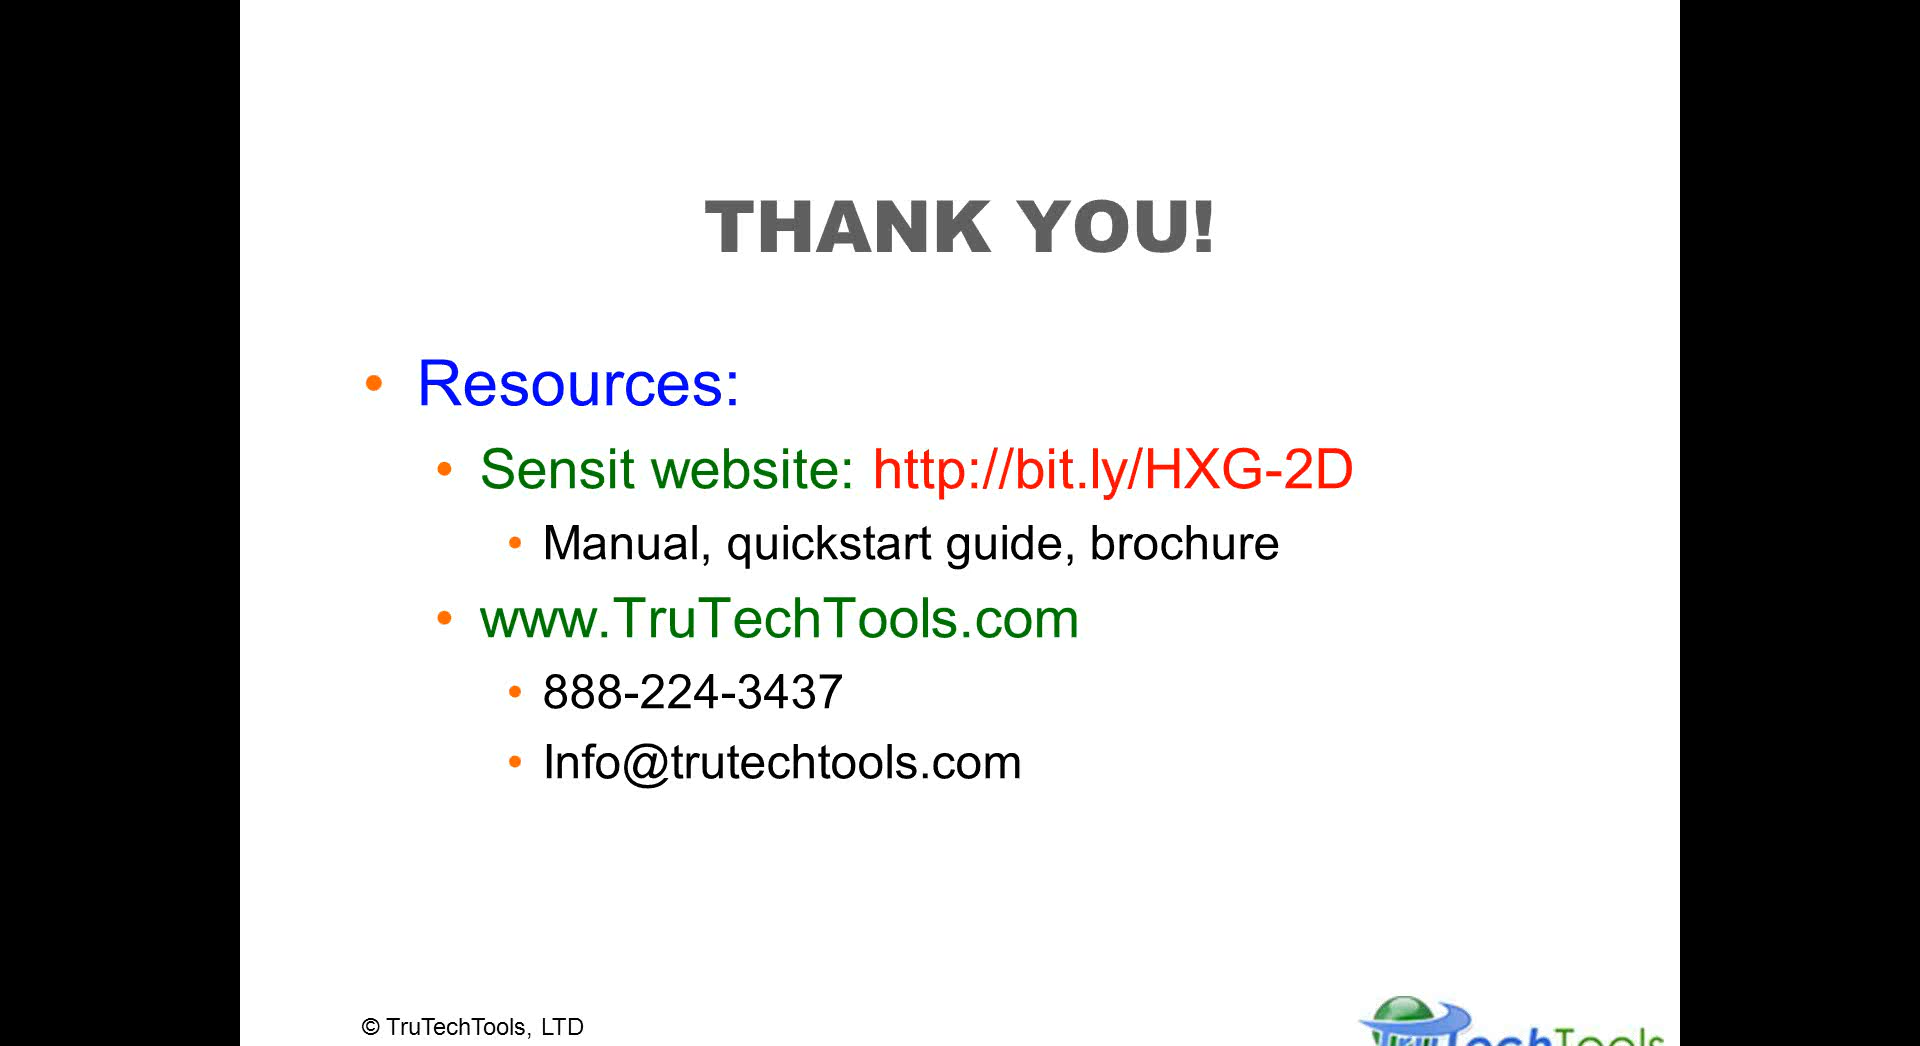 THANK YOU!
• Resources:
• Sensit website: http://bit.ly/HXG-2D
• Manual, quickstart guide, brochure
• www.TruTechTools.com
• 888-224-3437
• Info@trutechtools.com
© TruTechTools, LTD
TruTechTools